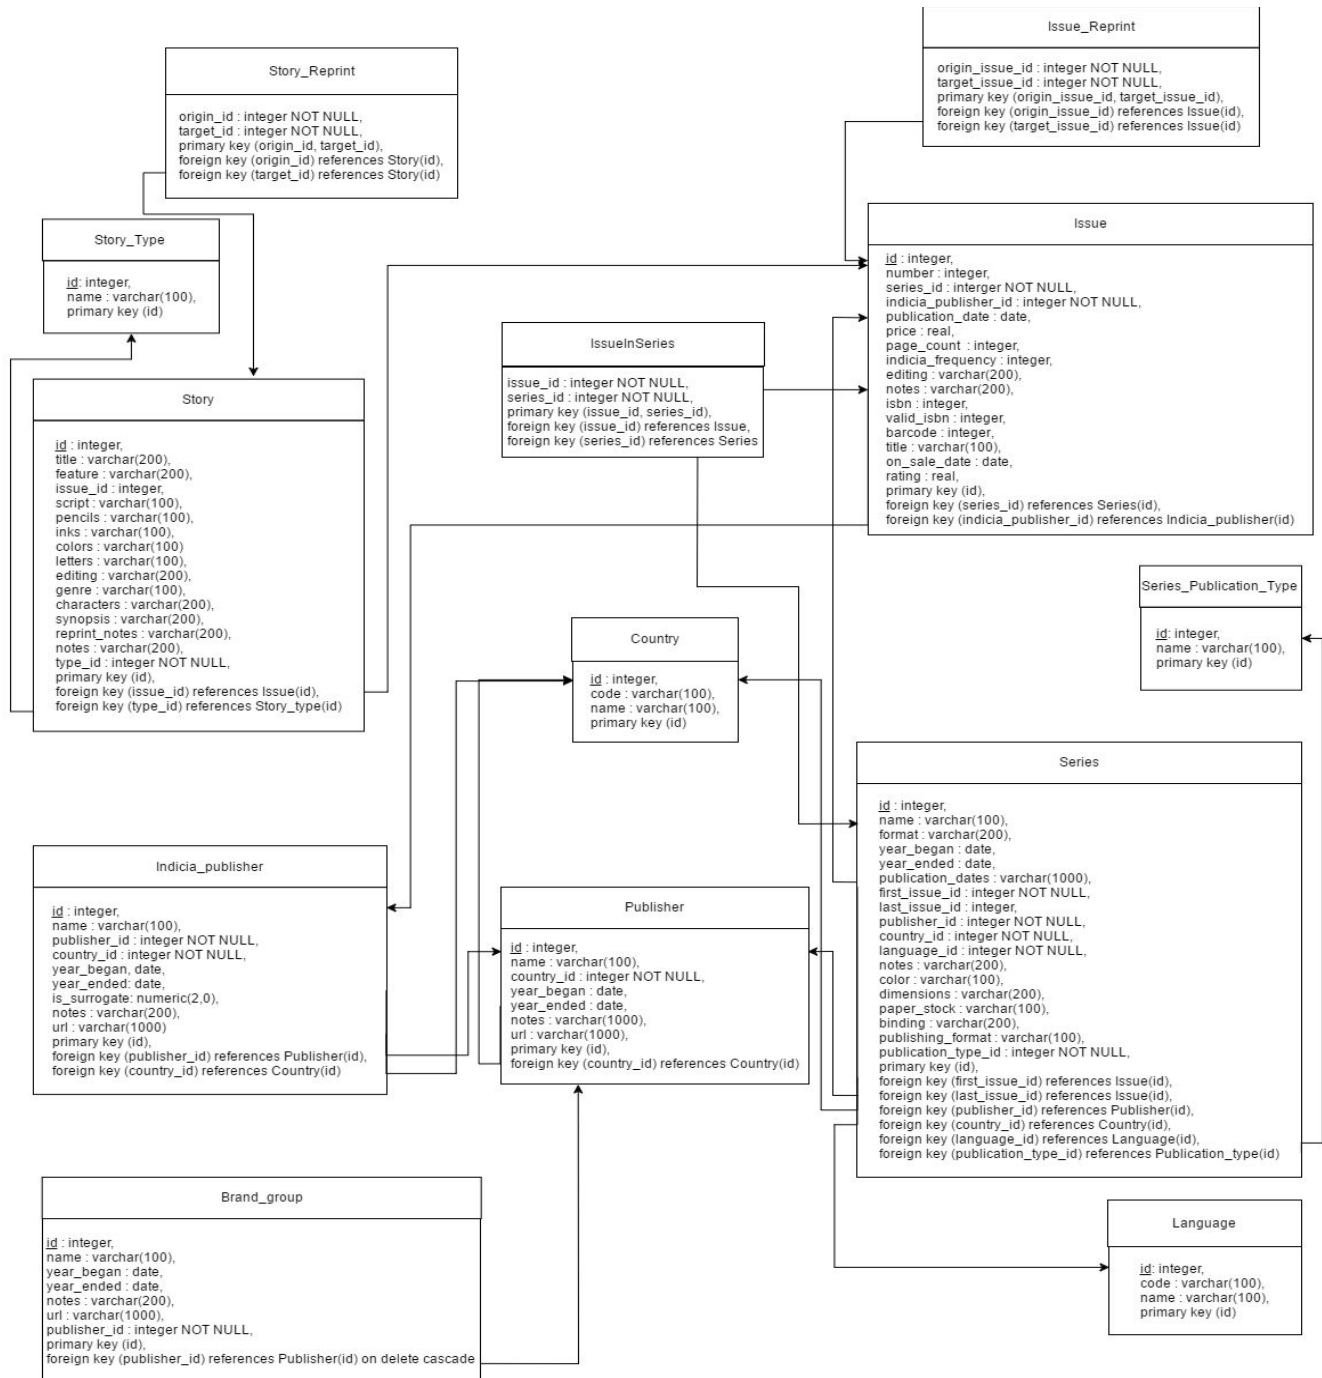 Issue_Reprint
origin_issue_id : integer NOT NULL,
target_issue_id : integer NOT NULL,
primary key (origin_issue_id, target_issue_id),
foreign key (origin_issue_id) references Issue(id),
foreign key (target_issue_id) references Issue(id)
Story_Reprint
origin_id : integer NOT NULL,
target_id : integer NOT NULL,
primary key (origin_id, target_id),
foreign key (origin_id) references Story(id),
foreign key (target_id) references Story(id)
Story_Type
id: integer,
name : varchar(100),
primary key (id)
Issue
id : integer,
number : integer,
series_id : interger NOT NULL,
indicia_publisher_id : integer NOT NULL,
publication_date : date,
price : real,
page_count : integer,
indicia_frequency : integer,
editing : varchar(200),
notes : varchar(200),
isbn : integer,
valid_isbn : integer,
barcode : integer,
title : varchar(100),
on_sale_date : date,
rating : real,
primary key (id),
foreign key (series_id) references Series(id),
foreign key (indicia_publisher_id) references Indicia_publisher(id)
IssueInSeries
issue_id : integer NOT NULL,
series_id : integer NOT NULL,
primary key (issue_id, series_id),
foreign key (issue_id) references Issue,
foreign key (series_id) references Series
Story
id : integer,
title : varchar(200),
feature : varchar(200),
issue_id : integer,
script : varchar(100),
pencils : varchar(100),
inks : varchar(100),
colors : varchar(100)
letters : varchar(100),
editing : varchar(200),
genre : varchar(100),
characters : varchar(200),
synopsis : varchar(200),
reprint_notes : varchar(200),
notes : varchar(200),
type_id : integer NOT NULL,
primary key (id),
foreign key (issue_id) references Issue(id),
foreign key (type_id) references Story_type(id)
Series_Publication_Type
id: integer,
name : varchar(100),
primary key (id)
Country
id : integer,
code : varchar(100),
name : varchar(100),
primary key (id)
Series
id : integer,
name : varchar(100),
format : varchar(200),
year_began : date,
year_ended : date,
publication_dates : varchar(1000),
first_issue_id : integer NOT NULL,
last_issue_id : integer,
publisher_id : integer NOT NULL,
country_id : integer NOT NULL,
language_id : integer NOT NULL,
notes : varchar(200),
color : varchar(100),
dimensions : varchar(200),
paper_stock : varchar(100),
binding : varchar(200),
publishing_format : varchar(100),
publication_type_id : integer NOT NULL,
primary key (id),
foreign key (first_issue_id) references Issue(id),
foreign key (last_issue_id) references Issue(id),
foreign key (publisher_id) references Publisher(id),
foreign key (country_id) references Country(id),
foreign key (language_id) references Language(id),
foreign key (publication_type_id) references Publication_type(id)
Indicia_publisher
id : integer,
name : varchar(100),
publisher_id : integer NOT NULL,
country_id : integer NOT NULL,
year_began, date,
year_ended: date,
is_surrogate: numeric(2,0),
notes : varchar(200),
url : varchar(1000)
primary key (id),
foreign key (publisher_id) references Publisher(id),
foreign key (country_id) references Country(id)
Publisher
id : integer,
name : varchar(100),
country_id : integer NOT NULL,
year_began : date,
year_ended : date,
notes : varchar(1000),
url : varchar(1000),
primary key (id),
foreign key (country_id) references Country(id)
Brand_group
id : integer,
name : varchar(100),
year_began : date,
year_ended : date,
notes : varchar(200),
url : varchar(1000),
publisher_id : integer NOT NULL,
primary key (id),
foreign key (publisher_id) references Publisher(id) on delete cascade
Language
id: integer,
code : varchar(100),
name : varchar(100),
primary key (id)